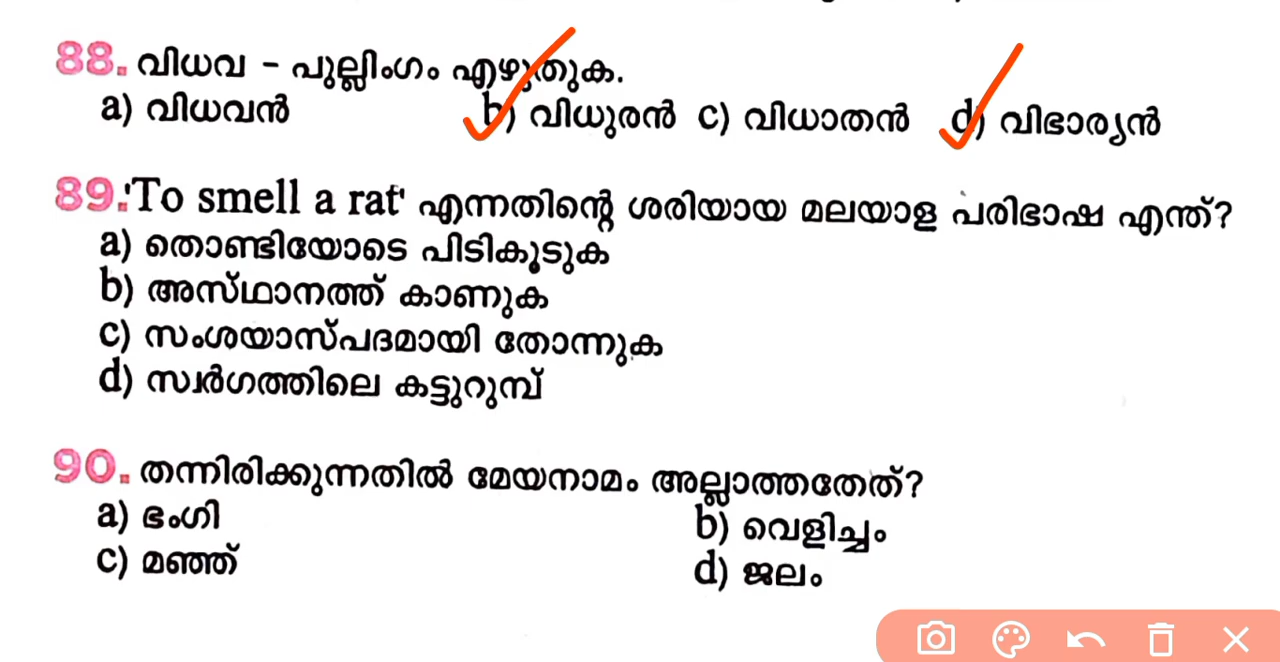 88. വിധവ - പുല്ലിംഗം എഴുതുക.
a) വിധവൻ b) വിധുരൻ c) വിധാതൻ d) വിഭാര്യൻ
89. 'To smell a rat' എന്നതിന്റെ ശരിയായ മലയാള പരിഭാഷ എന്ത്?
a) തൊണ്ടിയോടെ പിടികൂടുക
b) അസ്ഥാനത്ത് കാണുക
c) സംശയാസ്പദമായി തോന്നുക
d) സ്വർഗത്തിലെ കട്ടുറുമ്പ്
90. തന്നിരിക്കുന്നതിൽ മേയനാമം അല്ലാത്തതേത്?
a) ഭംഗി b) വെളിച്ചം
c) മഞ്ഞ് d) ജലം